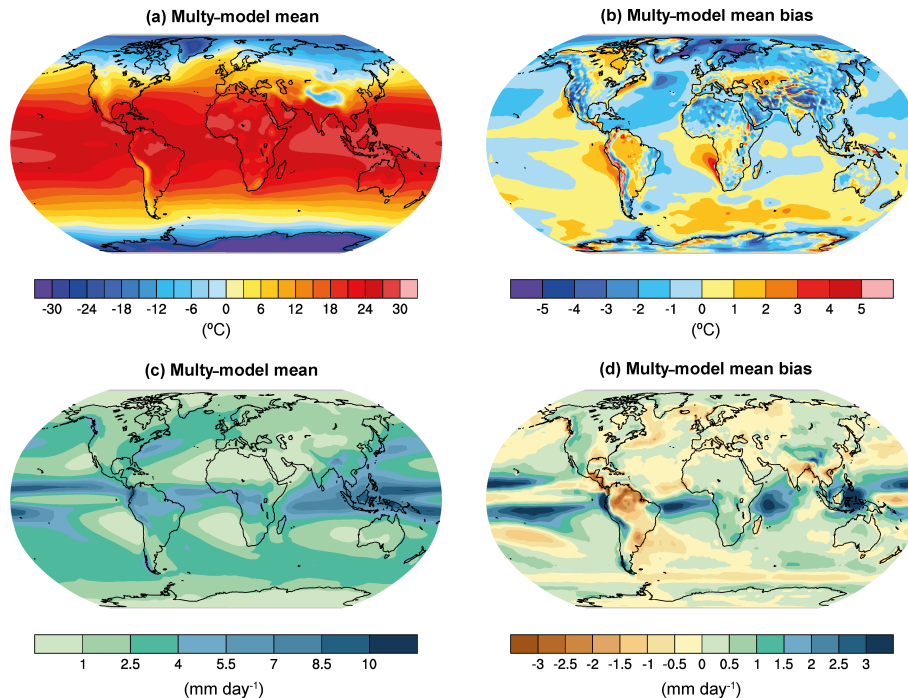 (a) Multy-model mean
(b) Multy-model mean bias
-30 -24 -18 -12 -6 0 6 12 18 24 30
(ºC)
-5 -4 -3 -2 -1 0 1 2 3 4 5
(ºC)
(c) Multy-model mean
(d) Multy-model mean bias
1 2.5 4 5.5 7 8.5 10
(mm day-1)
-3 -2.5 -2 -1.5 -1 -0.5 0 0.5 1 1.5 2 2.5 3
(mm day-1)